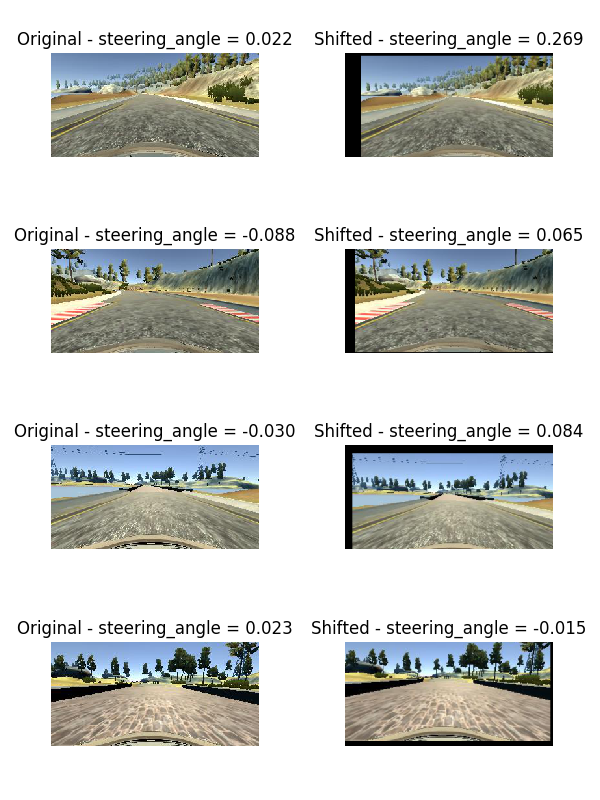 Original - steering_angle = 0.022
Shifted - steering_angle = 0.269
Original - steering_angle = -0.088
Shifted - steering_angle = 0.065
Original - steering_angle = -0.030
Shifted - steering_angle = 0.084
Original - steering_angle = 0.023
Shifted - steering_angle = -0.015